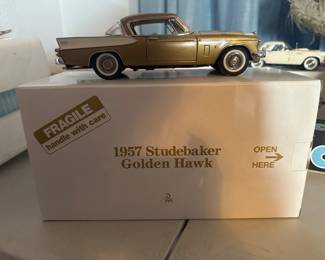 FRAGILE
handle with care
1957 Studebaker
Golden Hawk
OPEN
HERE